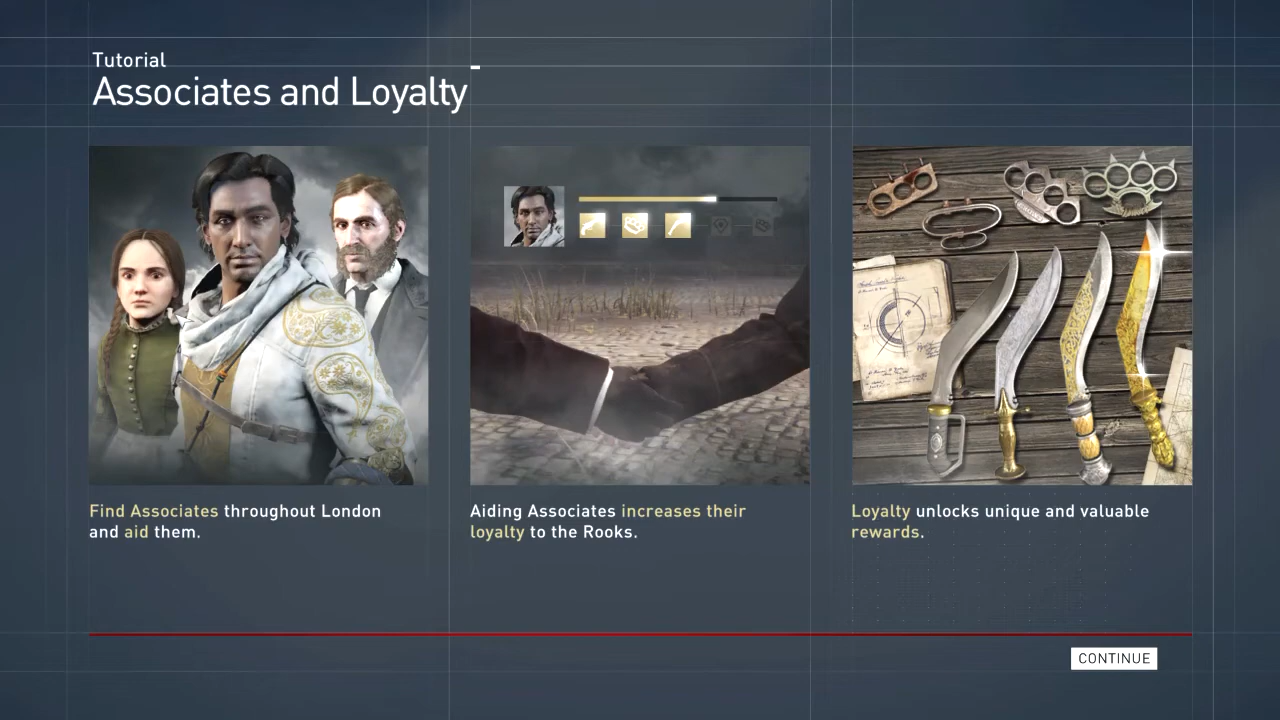 Tutorial
Associates and Loyalty
Find Associates throughout London
and aid them.
Aiding Associates increases their
loyalty to the Rooks.
Loyalty unlocks unique and valuable
rewards.
CONTINUE